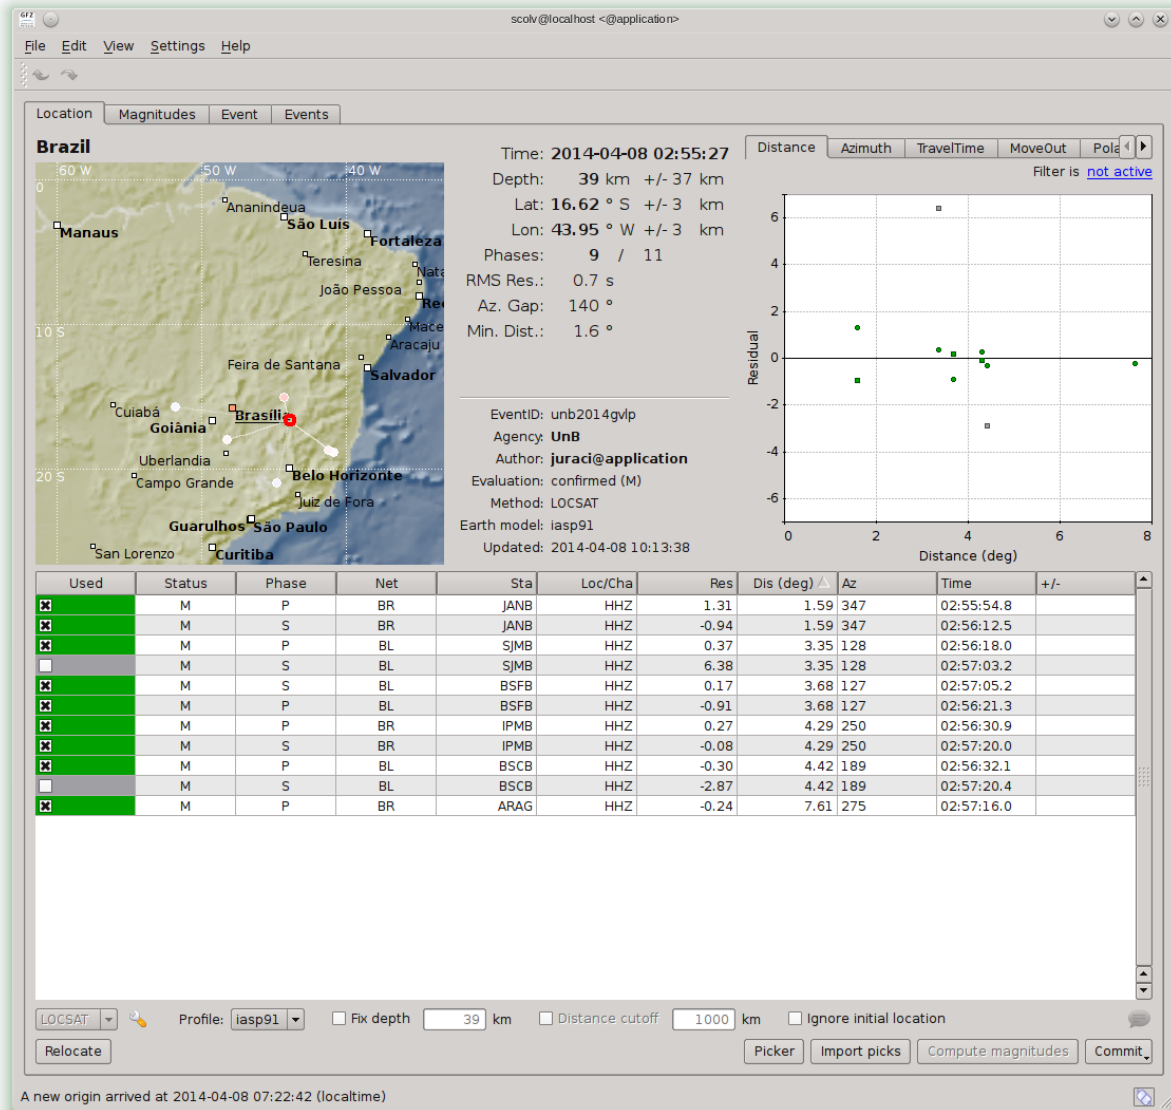 GFZ
scolv@localhost <@application>
File Edit View Settings Help
Location Magnitudes Event Events
Brazil
60 W 50 W 40 W
0
Ananindeua
São Luís
Manaus
Fortaleza
Teresina
Nata
João Pessoa
Rec
10 S
Mace
Aracaju
Feira de Santana
Salvador
Cuiabá
Brasília
Goiânia
Uberlandia
20 S
Belo Horizonte
Campo Grande
Juiz de Fora
Guarulhos São Paulo
San Lorenzo
Curitiba
Time: 2014-04-08 02:55:27
Depth: 39 km +/- 37 km
Lat: 16.62 ° S +/- 3 km
Lon: 43.95 ° W +/- 3 km
Phases: 9 / 11
RMS Res.: 0.7 s
Az. Gap: 140 °
Min. Dist.: 1.6 °
EventID: unb2014gvlp
Agency: UnB
Author: juraci@application
Evaluation: confirmed (M)
Method: LOCSAT
Earth model: iasp91
Updated: 2014-04-08 10:13:38
Distance Azimuth TravelTime MoveOut Pola
Filter is not active
6
4
2
0
-2
-4
-6
Residual
0 2 4 6 8
Distance (deg)
Used Status Phase Net Sta Loc/Cha Res Dis (deg) Az Time +/-
M P BR JANB HHZ 1.31 1.59 347 02:55:54.8
M S BR JANB HHZ -0.94 1.59 347 02:56:12.5
M P BL SJMB HHZ 0.37 3.35 128 02:56:18.0
M S BL SJMB HHZ 6.38 3.35 128 02:57:03.2
M S BL BSFB HHZ 0.17 3.68 127 02:57:05.2
M P BL BSFB HHZ -0.91 3.68 127 02:56:21.3
M P BR IPMB HHZ 0.27 4.29 250 02:56:30.9
M S BR IPMB HHZ -0.08 4.29 250 02:57:20.0
M P BL BSCB HHZ -0.30 4.42 189 02:56:32.1
M S BL BSCB HHZ -2.87 4.42 189 02:57:20.4
M P BR ARAG HHZ -0.24 7.61 275 02:57:16.0
LOCSAT Profile: iasp91 Fix depth 39 km Distance cutoff 1000 km Ignore initial location
Relocate Picker Import picks Compute magnitudes Commit
A new origin arrived at 2014-04-08 07:22:42 (localtime)